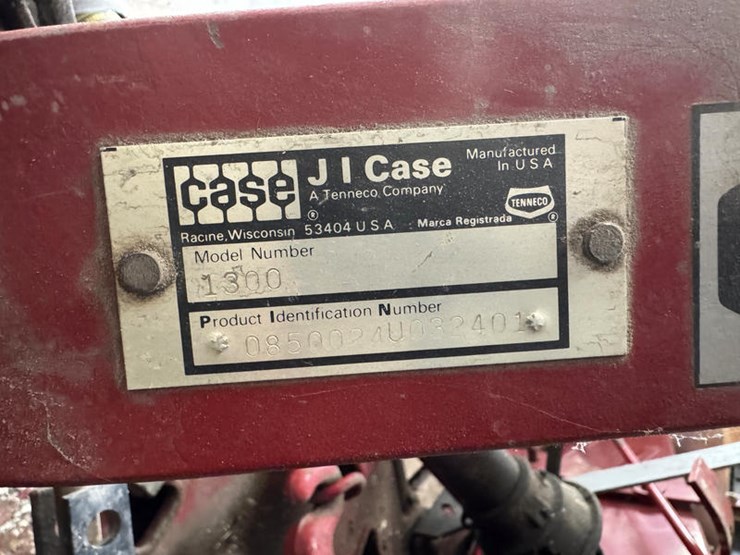 case ®
J I Case
A Tenneco Company
Manufactured
In U S A
TENNECO ®
Racine, Wisconsin 53404 U S A
Marca Registrada
Model Number
1300
Product Identification Number
* 0850024U032401 *